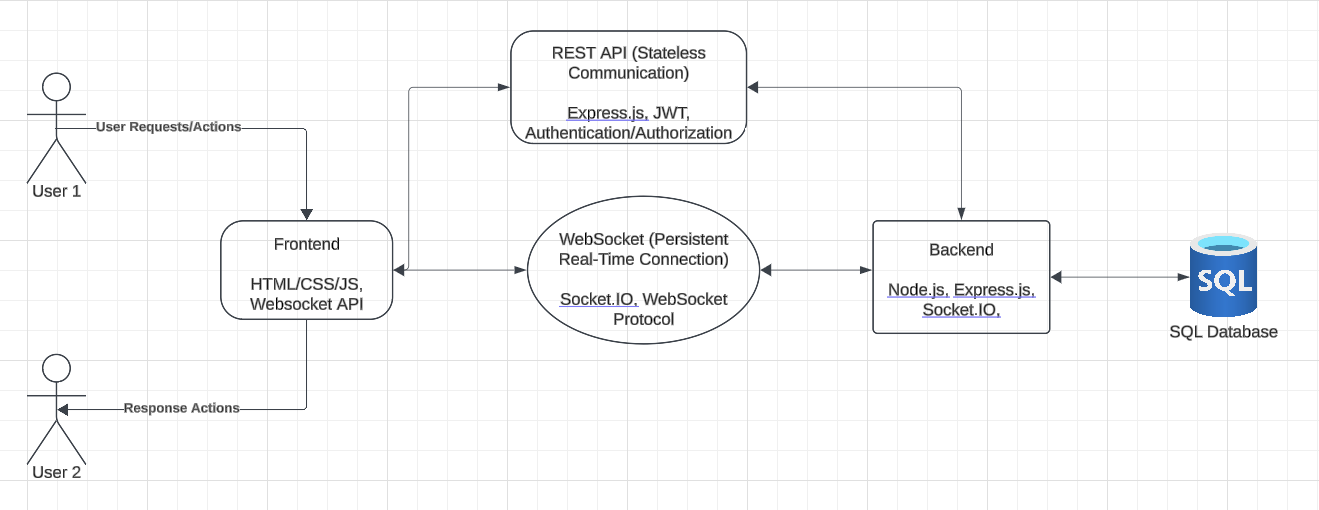 REST API (Stateless
Communication)
Express.js, JWT,
Authentication/Authorization
User Requests/Actions
User 1
Frontend
HTML/CSS/JS,
Websocket API
WebSocket (Persistent
Real-Time Connection)
Socket.IO, WebSocket
Protocol
Backend
Node.js, Express.js,
Socket.IO,
SQL
SQL Database
Response Actions
User 2